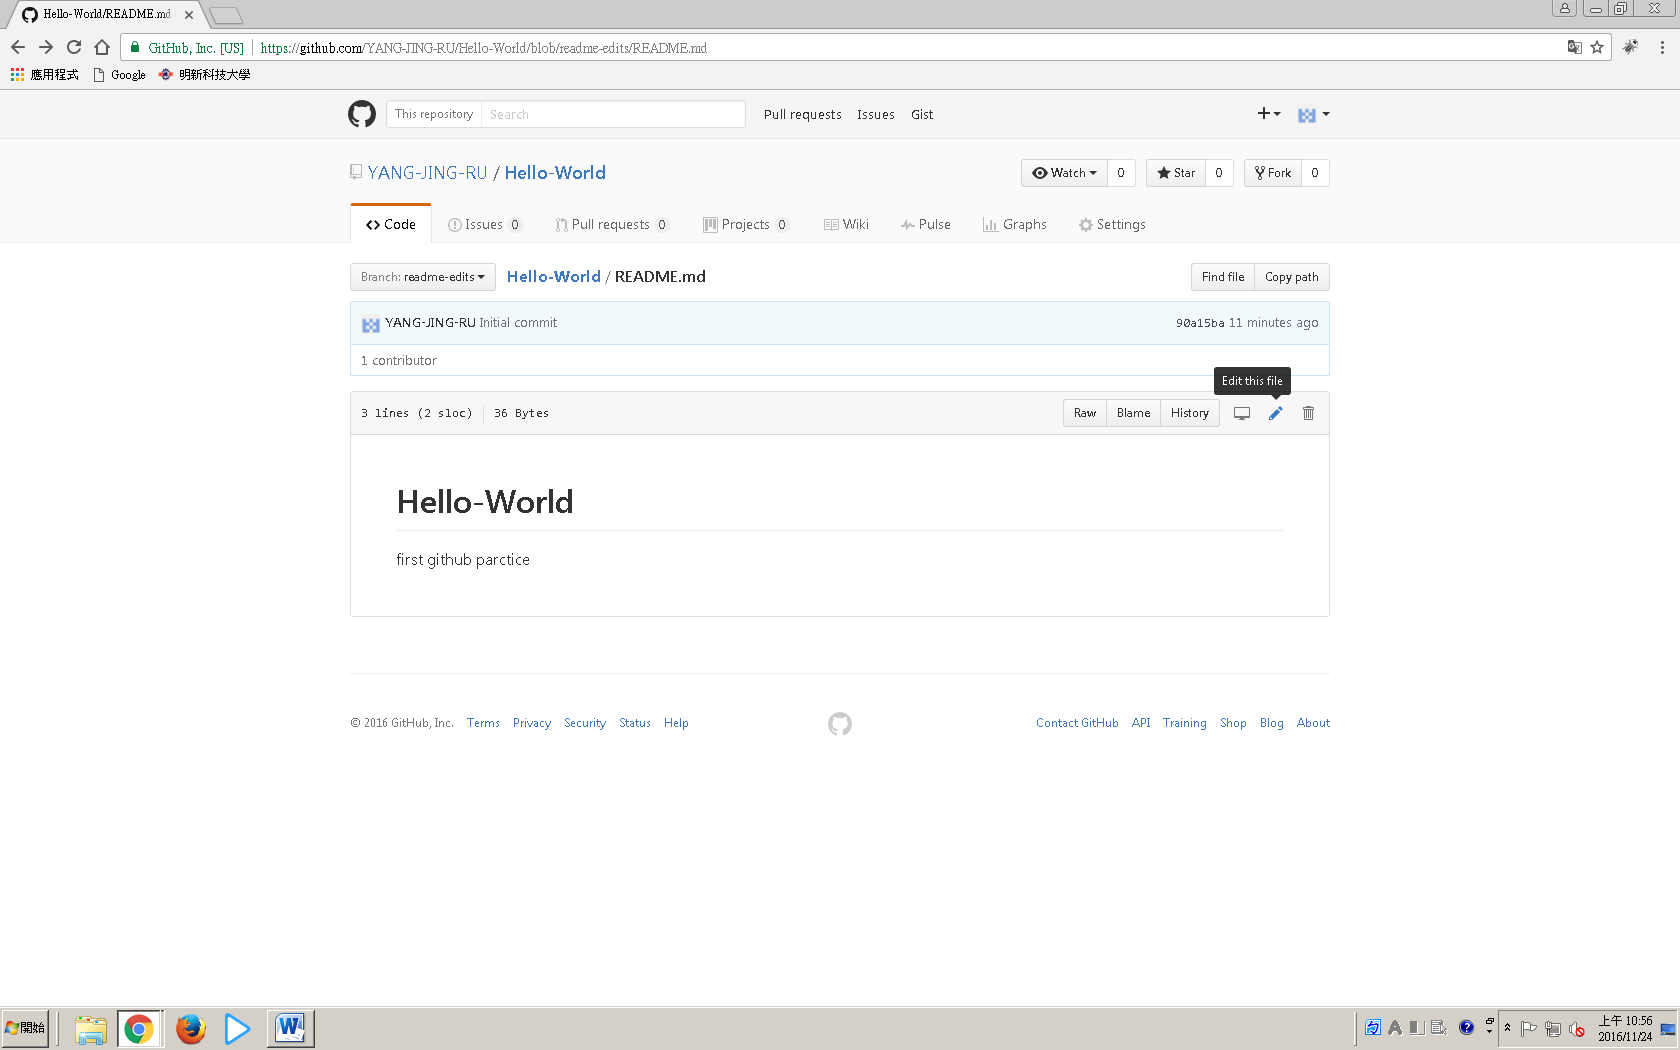 Hello-World/README.md
GitHub, Inc. [US] https://github.com/YANG-JING-RU/Hello-World/blob/readme-edits/README.md
應用程式 Google 明新科技大學
This repository Search Pull requests Issues Gist
YANG-JING-RU / Hello-World Watch 0 Star 0 Fork 0
Code Issues 0 Pull requests 0 Projects 0 Wiki Pulse Graphs Settings
Branch: readme-edits Hello-World / README.md Find file Copy path
YANG-JING-RU Initial commit 90a15ba 11 minutes ago
1 contributor
Edit this file
3 lines (2 sloc) 36 Bytes Raw Blame History
Hello-World
first github parctice
© 2016 GitHub, Inc. Terms Privacy Security Status Help Contact GitHub API Training Shop Blog About
開始
上午 10:56
2016/11/24